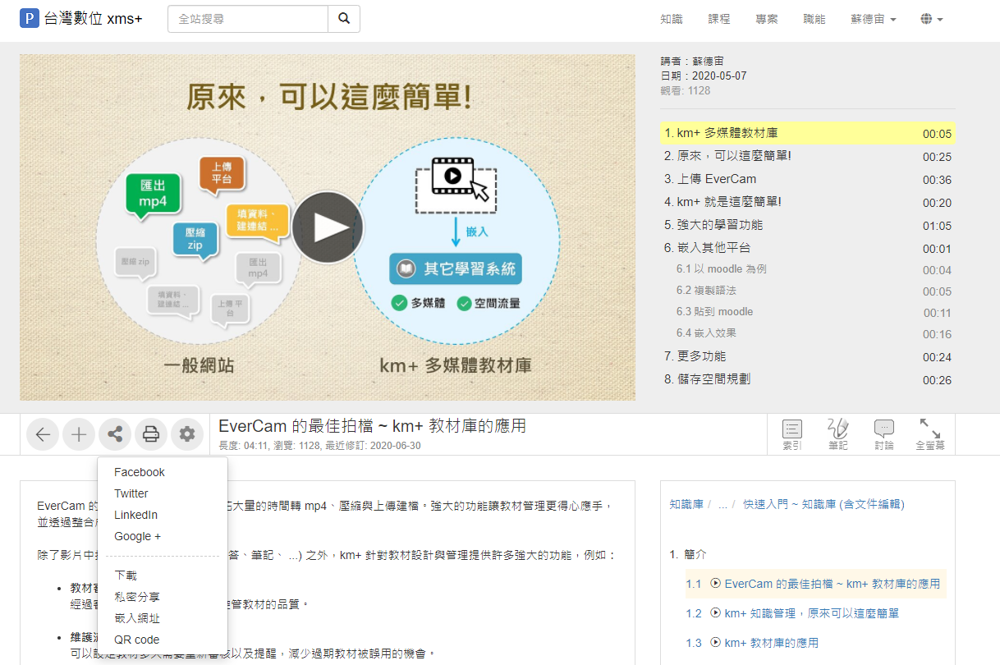 P 台灣數位 xms+
全站搜尋
知識 課程 專案 職能 蘇德宙
原來，可以這麼簡單!
匯出 mp4
上傳 平台
填資料、 建連結 ...
壓縮 zip
壓縮 zip
匯出 mp4
填資料、 建連結 ...
上傳 平台
一般網站
嵌入
其它學習系統
多媒體 空間流量
km+ 多媒體教材庫
講者：蘇德宙
日期：2020-05-07
觀看: 1128
1. km+ 多媒體教材庫 00:05
2. 原來，可以這麼簡單! 00:25
3. 上傳 EverCam 00:36
4. km+ 就是這麼簡單! 00:20
5. 強大的學習功能 01:05
6. 嵌入其他平台 00:01
6.1 以 moodle 為例 00:04
6.2 複製語法 00:05
6.3 貼到 moodle 00:11
6.4 嵌入效果 00:16
7. 更多功能 00:24
8. 儲存空間規劃 00:26
EverCam 的最佳拍檔 ~ km+ 教材庫的應用
長度: 04:11, 瀏覽: 1128, 最近修訂: 2020-06-30
索引 筆記 討論 全螢幕
Facebook
Twitter
LinkedIn
Google +
下載
私密分享
嵌入網址
QR code
EverCam 的 大量的時間轉 mp4、壓縮與上傳建檔。強大的功能讓教材管理更得心應手，
並透過整合
除了影片中 答、筆記、 ...) 之外，km+ 針對教材設計與管理提供許多強大的功能，例如：
教材
經過 管教材的品質。
維護
可以設定教材多久需要重新審核以及提醒，減少過期教材被誤用的機會。
知識庫 / ... / 快速入門 ~ 知識庫 (含文件編輯)
1. 簡介
1.1 EverCam 的最佳拍檔 ~ km+ 教材庫的應用
1.2 km+ 知識管理，原來可以這麼簡單
1.3 km+ 教材庫的應用